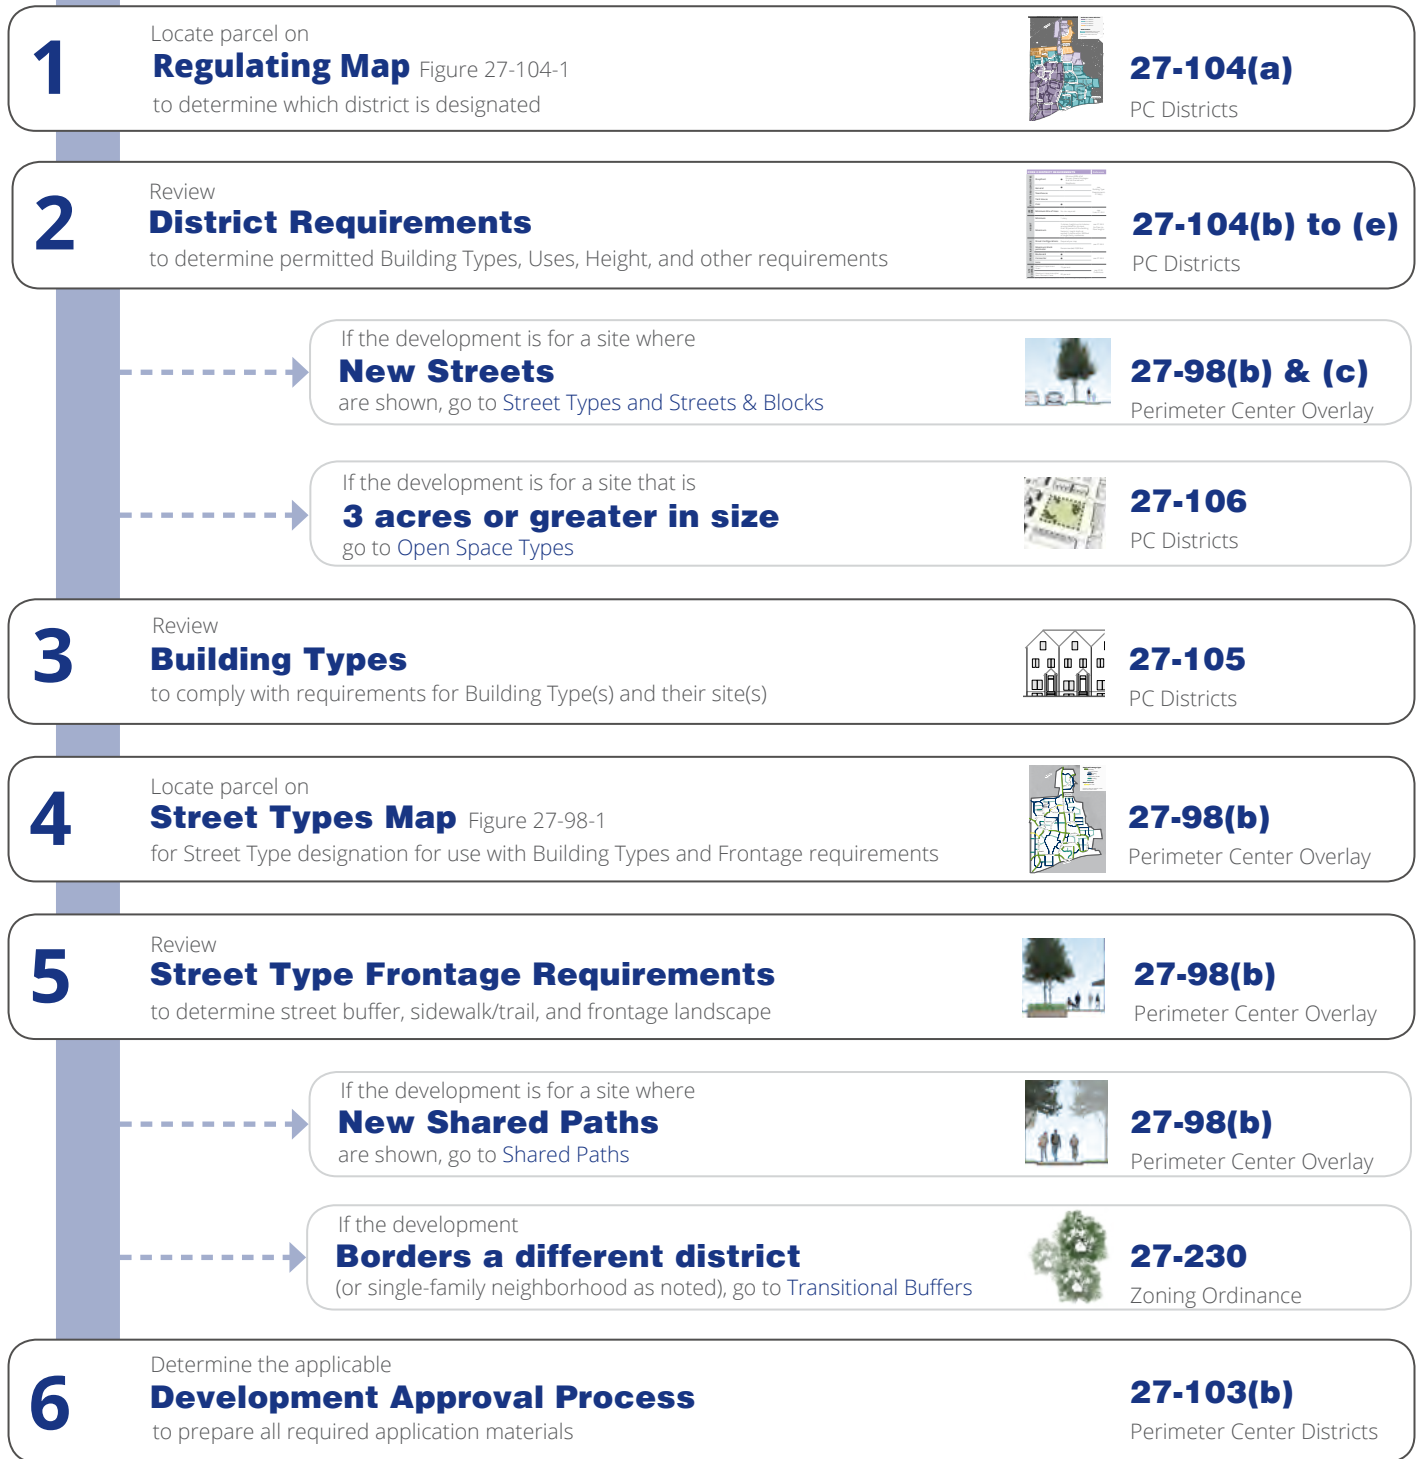 1
Locate parcel on
Regulating Map Figure 27-104-1
to determine which district is designated
27-104(a)
PC Districts
2
Review
District Requirements
to determine permitted Building Types, Uses, Height, and other requirements
27-104(b) to (e)
PC Districts
If the development is for a site where
New Streets
are shown, go to Street Types and Streets & Blocks
27-98(b) & (c)
Perimeter Center Overlay
If the development is for a site that is
3 acres or greater in size
go to Open Space Types
27-106
PC Districts
3
Review
Building Types
to comply with requirements for Building Type(s) and their site(s)
27-105
PC Districts
4
Locate parcel on
Street Types Map Figure 27-98-1
for Street Type designation for use with Building Types and Frontage requirements
27-98(b)
Perimeter Center Overlay
5
Review
Street Type Frontage Requirements
to determine street buffer, sidewalk/trail, and frontage landscape
27-98(b)
Perimeter Center Overlay
If the development is for a site where
New Shared Paths
are shown, go to Shared Paths
27-98(b)
Perimeter Center Overlay
If the development
Borders a different district
(or single-family neighborhood as noted), go to Transitional Buffers
27-230
Zoning Ordinance
6
Determine the applicable
Development Approval Process
to prepare all required application materials
27-103(b)
Perimeter Center Districts